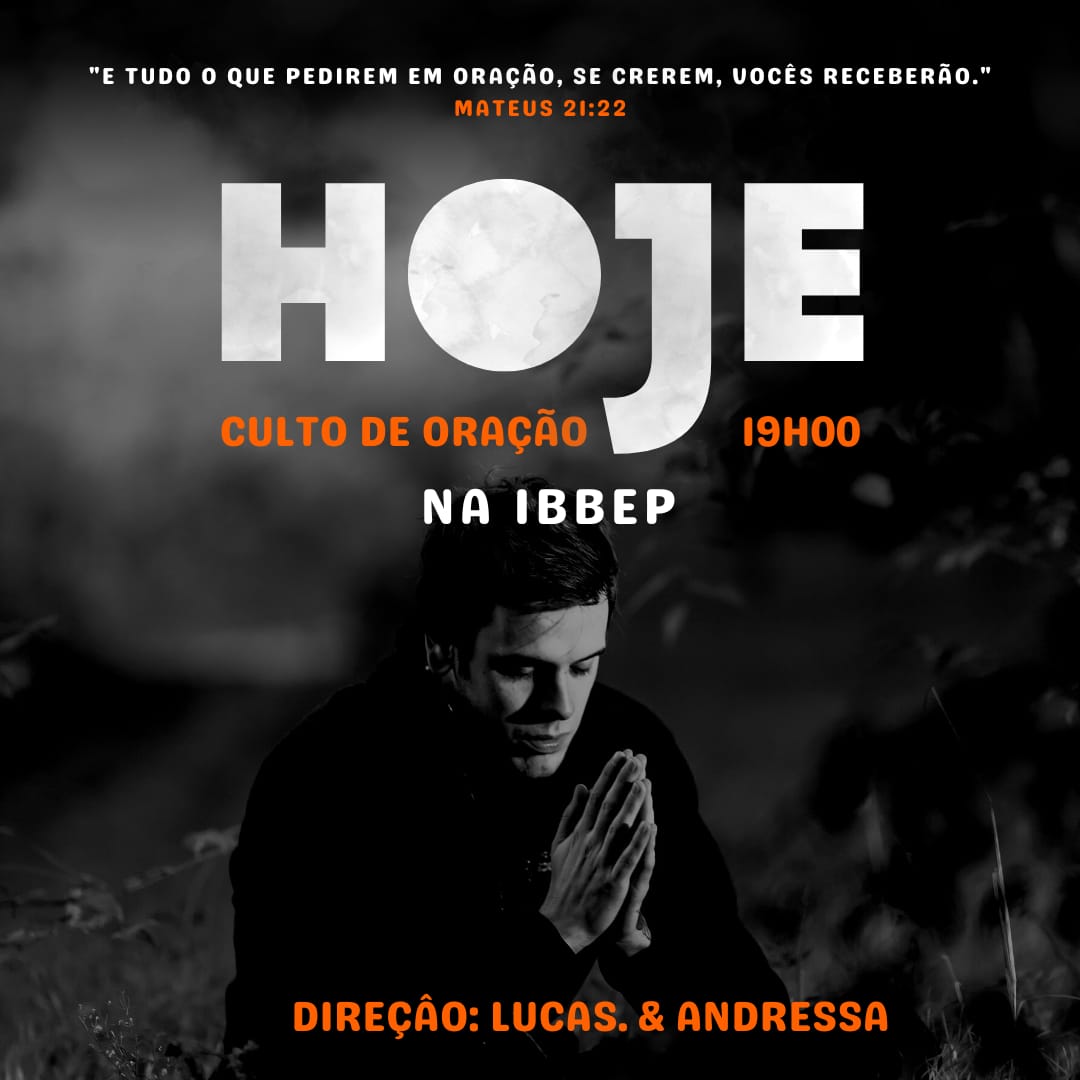 "E TUDO O QUE PEDIREM EM ORAÇÃO, SE CREREM, VOCÊS RECEBERÃO."
MATEUS 21:22
HOJE
CULTO DE ORAÇÃO 19H00
NA IBBEP
DIREÇÂO: LUCAS. & ANDRESSA